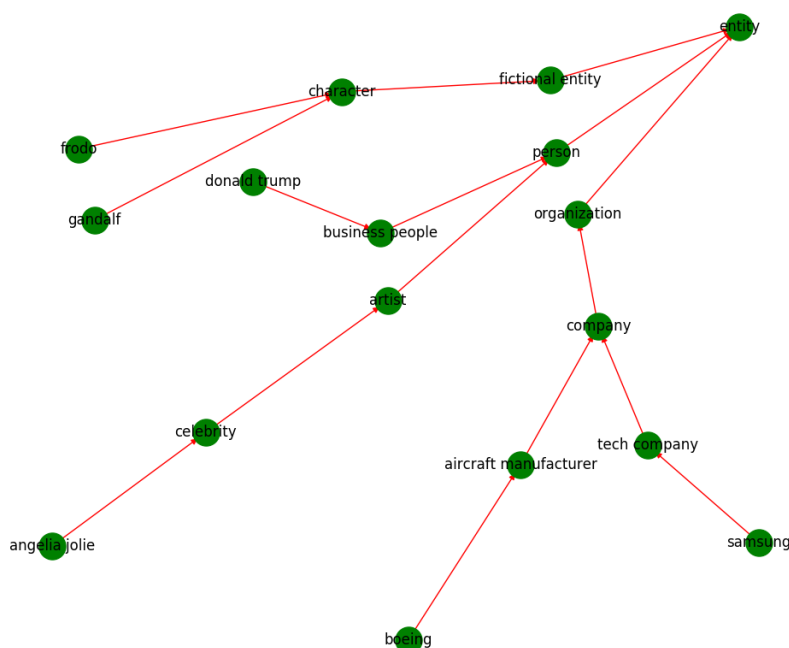 entity
fictional entity
character
frodo
person
donald trump
gandalf
organization
business people
artist
company
celebrity
tech company
aircraft manufacturer
samsung
angelia jolie
boeing